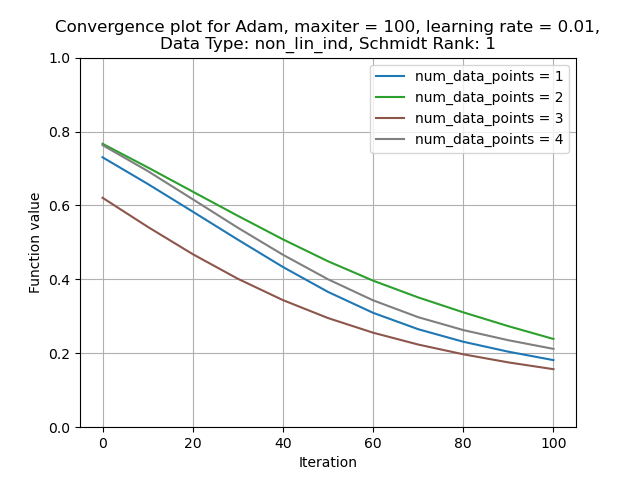 Convergence plot for Adam, maxiter = 100, learning rate = 0.01,
Data Type: non_lin_ind, Schmidt Rank: 1
num_data_points = 1
num_data_points = 2
num_data_points = 3
num_data_points = 4
Function value
1.0
0.8
0.6
0.4
0.2
0.0
0 20 40 60 80 100
Iteration